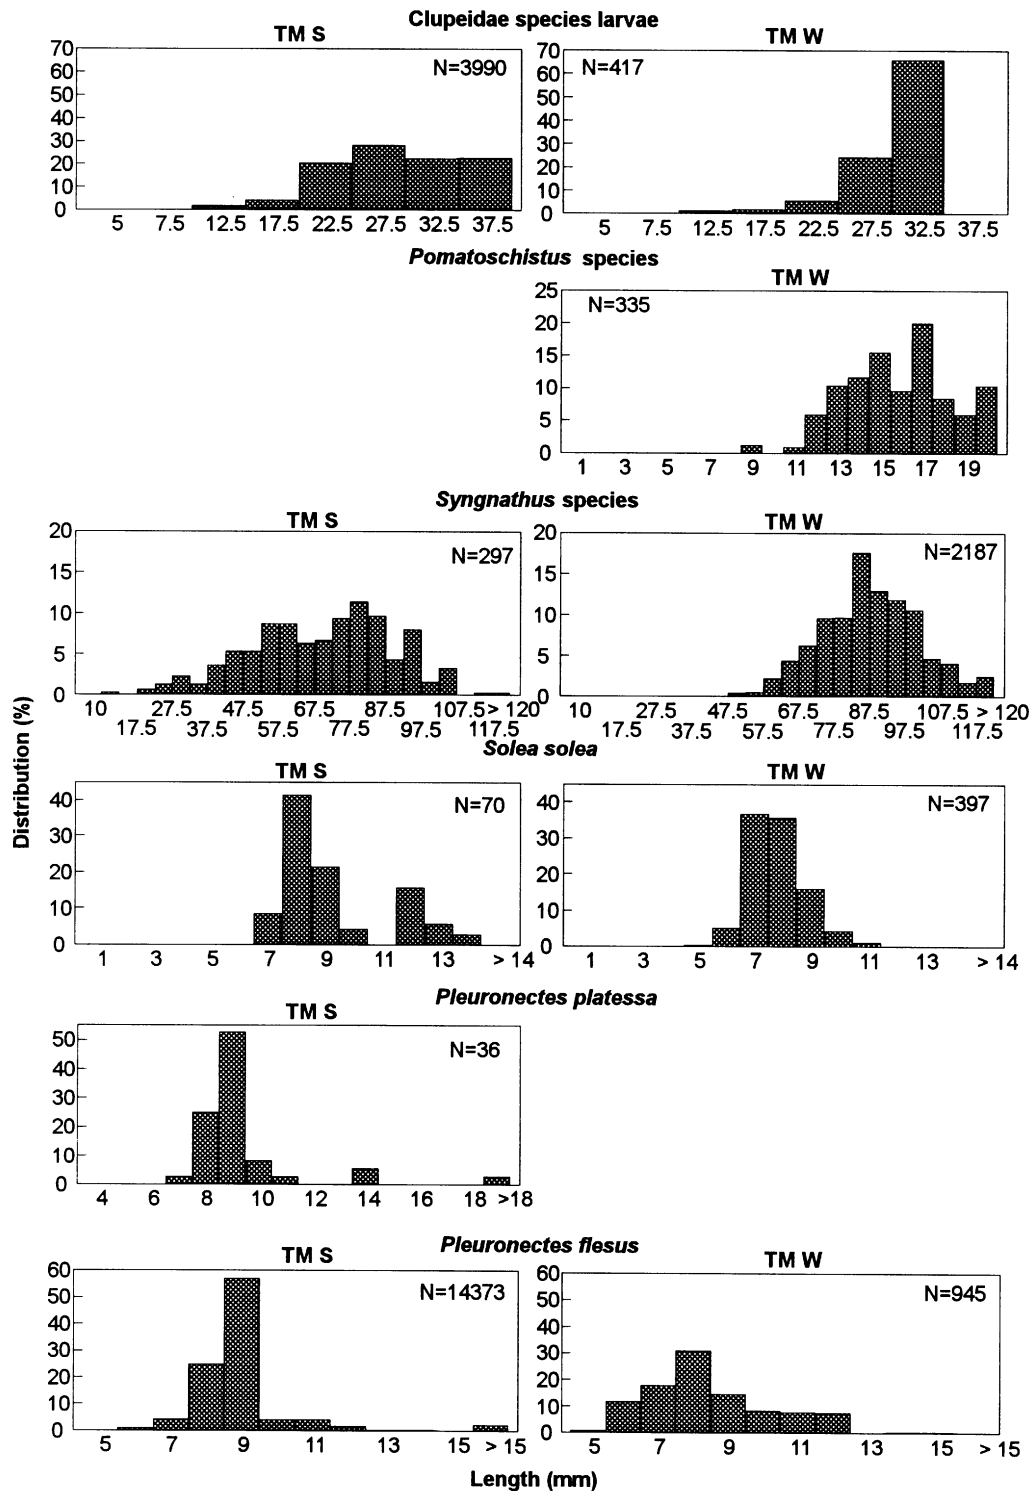 Clupeidae species larvae
TM S
TM W
70
60
50
40
30
20
10
0
N=3990
5 7.5 12.5 17.5 22.5 27.5 32.5 37.5
70
60
50
40
30
20
10
0
N=417
5 7.5 12.5 17.5 22.5 27.5 32.5 37.5
Pomatoschistus species
TM W
25
20
15
10
5
0
N=335
1 3 5 7 9 11 13 15 17 19
Syngnathus species
TM S
TM W
20
15
10
5
0
N=297
10 27.5 47.5 67.5 87.5 107.5 > 120
17.5 37.5 57.5 77.5 97.5 117.5
20
15
10
5
0
N=2187
10 27.5 47.5 67.5 87.5 107.5 > 120
17.5 37.5 57.5 77.5 97.5 117.5
Distribution (%)
Solea solea
TM S
TM W
40
30
20
10
0
N=70
1 3 5 7 9 11 13 > 14
40
30
20
10
0
N=397
1 3 5 7 9 11 13 > 14
Pleuronectes platessa
TM S
50
40
30
20
10
0
N=36
4 6 8 10 12 14 16 18 >18
Pleuronectes flesus
TM S
TM W
60
50
40
30
20
10
0
N=14373
5 7 9 11 13 15 > 15
60
50
40
30
20
10
0
N=945
5 7 9 11 13 15 > 15
Length (mm)